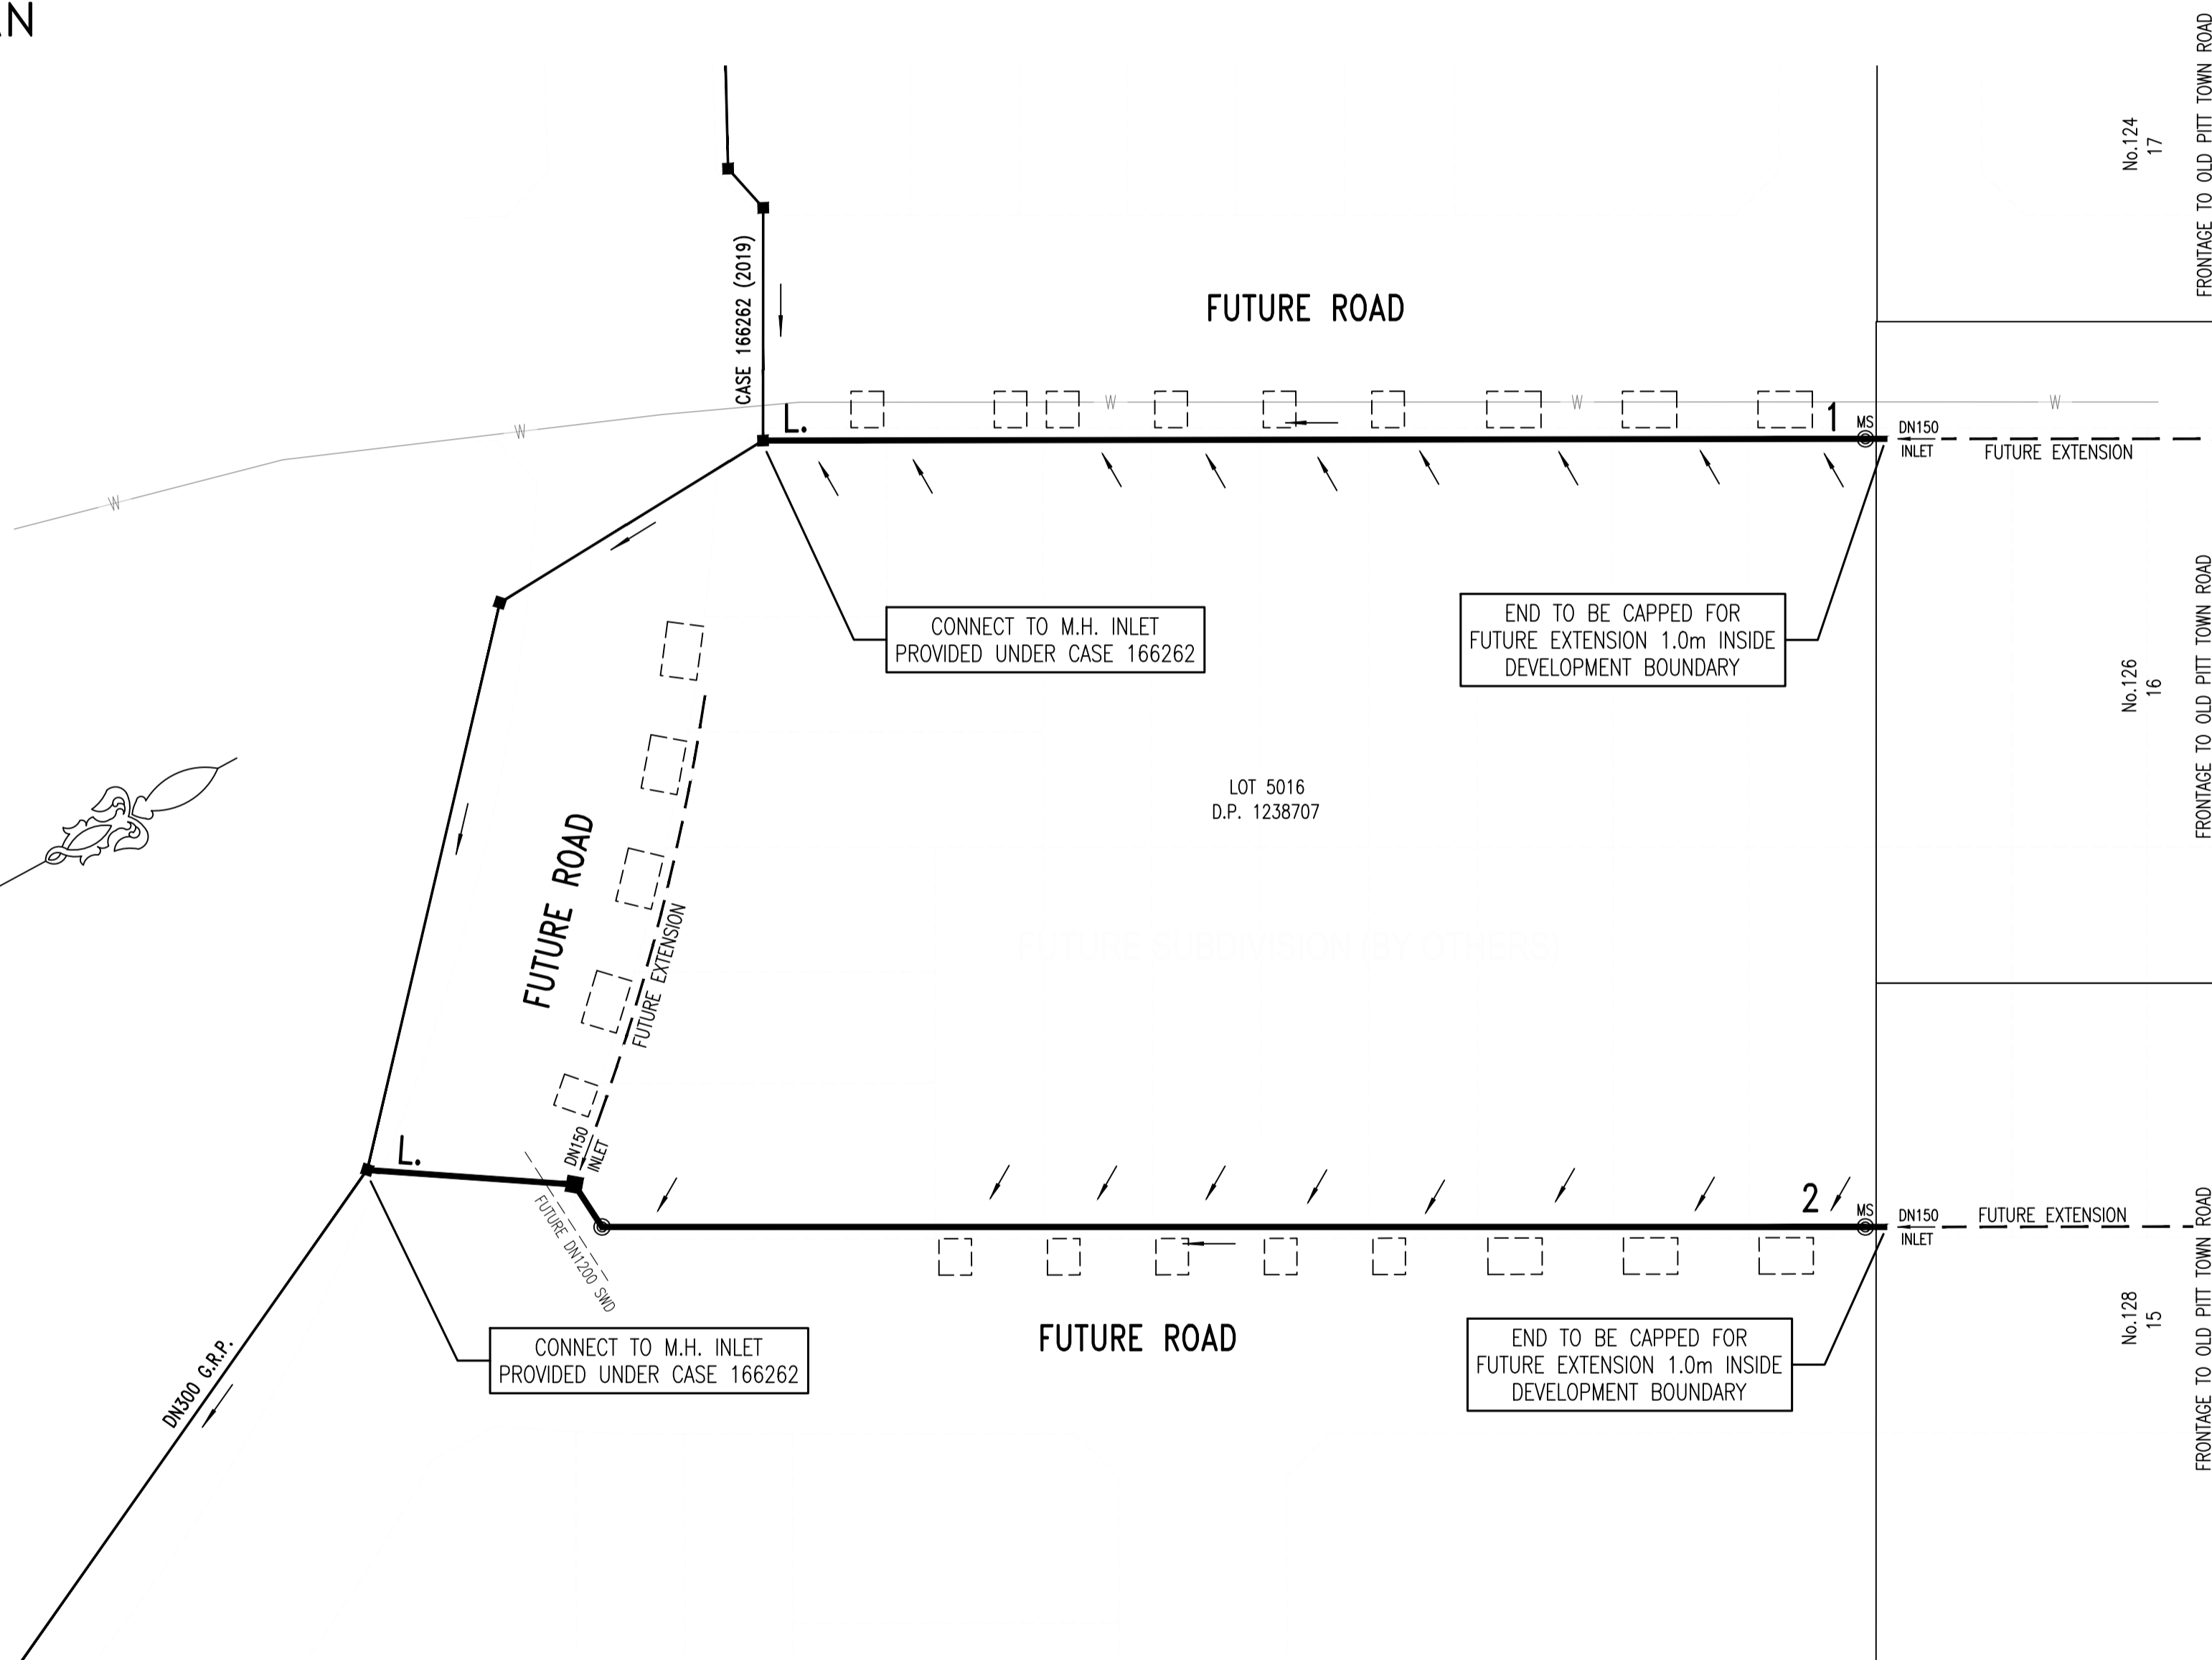 No.124
17
FRONTAGE TO OLD PITT TOWN ROAD
CASE 166262 (2019)
FUTURE ROAD
L.
W
W
W
W
W
1
MS
DN150
INLET
FUTURE EXTENSION
CONNECT TO M.H. INLET
PROVIDED UNDER CASE 166262
END TO BE CAPPED FOR
FUTURE EXTENSION 1.0m INSIDE
DEVELOPMENT BOUNDARY
No.126
16
FRONTAGE TO OLD PITT TOWN ROAD
LOT 5016
D.P. 1238707
FUTURE ROAD
FUTURE EXTENSION
FUTURE SUBDIVISION (BY OTHERS)
DN150
INLET
L.
FUTURE DN1200 SWD
2
MS
DN150
INLET
FUTURE EXTENSION
No.128
15
FRONTAGE TO OLD PITT TOWN ROAD
CONNECT TO M.H. INLET
PROVIDED UNDER CASE 166262
FUTURE ROAD
END TO BE CAPPED FOR
FUTURE EXTENSION 1.0m INSIDE
DEVELOPMENT BOUNDARY
DN300 G.R.P.